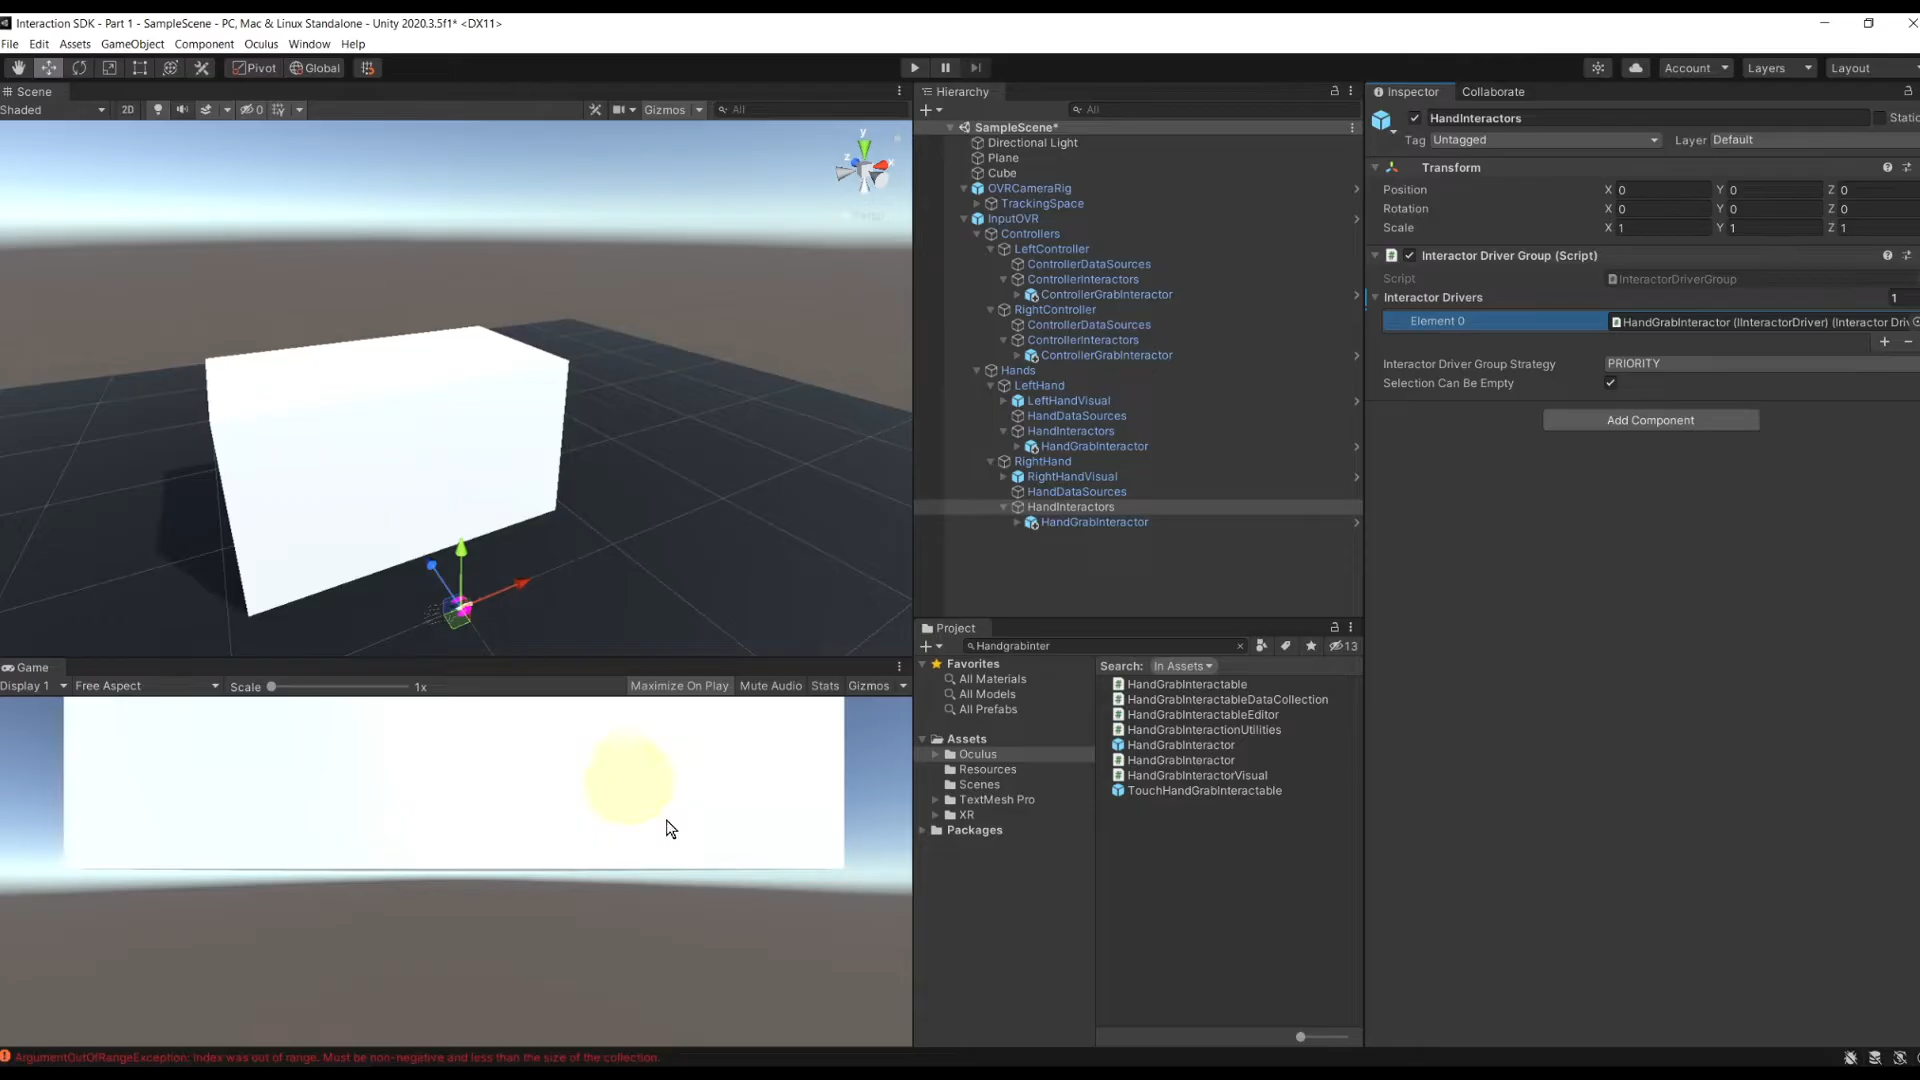 Interaction SDK - Part 1 - SampleScene - PC, Mac & Linux Standalone - Unity 2020.3.5f1* <DX11>
File Edit Assets GameObject Component Oculus Window Help
Pivot Global Account Layers Layout
Scene
Shaded 2D 0 Gizmos All
y
z x
Game
Display 1 Free Aspect Scale 1x Maximize On Play Mute Audio Stats Gizmos
Hierarchy
All
SampleScene*
Directional Light
Plane
Cube
OVRCameraRig
TrackingSpace
InputOVR
Controllers
LeftController
ControllerDataSources
ControllerInteractors
ControllerGrabInteractor
RightController
ControllerDataSources
ControllerInteractors
ControllerGrabInteractor
Hands
LeftHand
LeftHandVisual
HandDataSources
HandInteractors
HandGrabInteractor
RightHand
RightHandVisual
HandDataSources
HandInteractors
HandGrabInteractor
Project
Handgrabinter 13
Favorites
All Materials
All Models
All Prefabs
Assets
Oculus
Resources
Scenes
TextMesh Pro
XR
Packages
Search: In Assets
HandGrabInteractable
HandGrabInteractableDataCollection
HandGrabInteractableEditor
HandGrabInteractionUtilities
HandGrabInteractor
HandGrabInteractor
HandGrabInteractorVisual
TouchHandGrabInteractable
Inspector Collaborate
HandInteractors Static
Tag Untagged Layer Default
Transform
Position X 0 Y 0 Z 0
Rotation X 0 Y 0 Z 0
Scale X 1 Y 1 Z 1
Interactor Driver Group (Script)
Script InteractorDriverGroup
Interactor Drivers 1
Element 0 HandGrabInteractor (IInteractorDriver) (Interactor Dri
Interactor Driver Group Strategy PRIORITY
Selection Can Be Empty
Add Component
ArgumentOutOfRangeException: Index was out of range. Must be non-negative and less than the size of the collection.